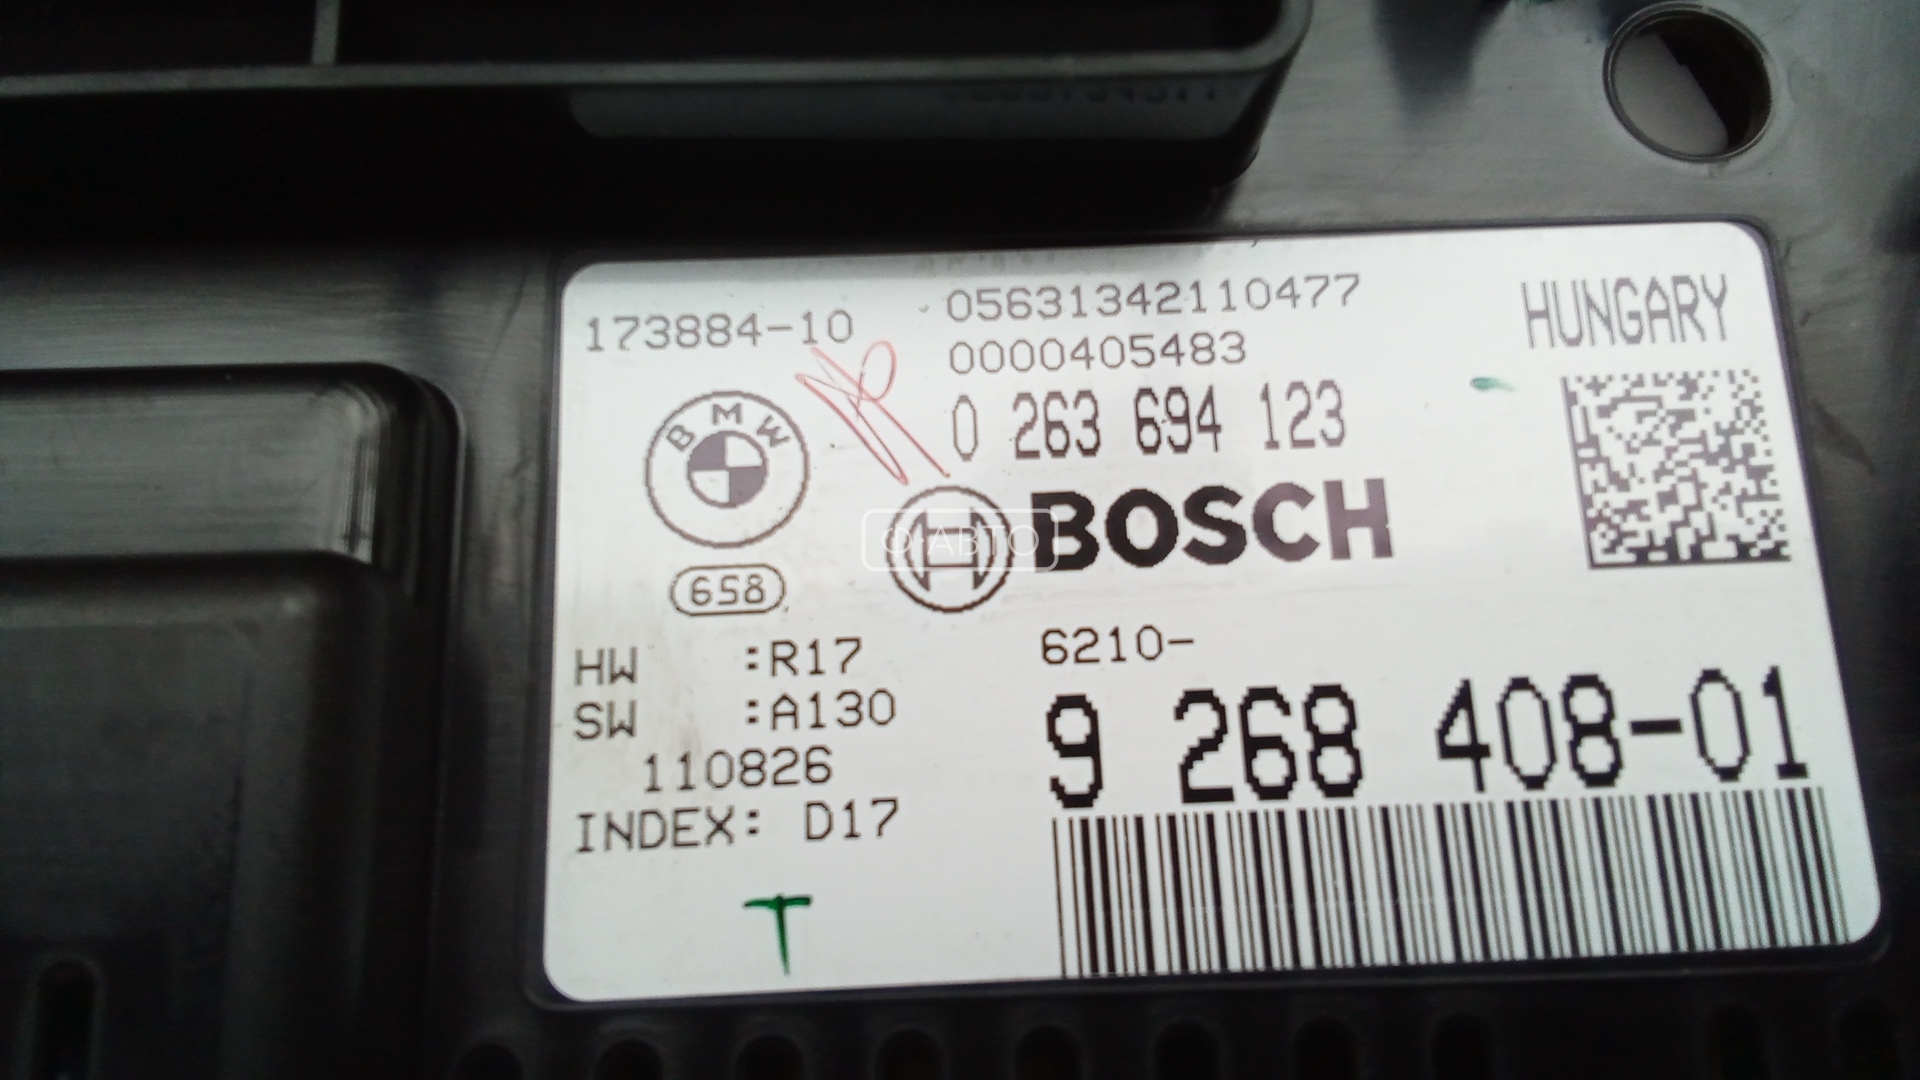 173884-10
05631342110477
0000405483
HUNGARY
0 263 694 123
BMW
BOSCH
О-АВТО
658
HW :R17
6210-
SW :A130
9 268 408-01
110826
INDEX: D17
T